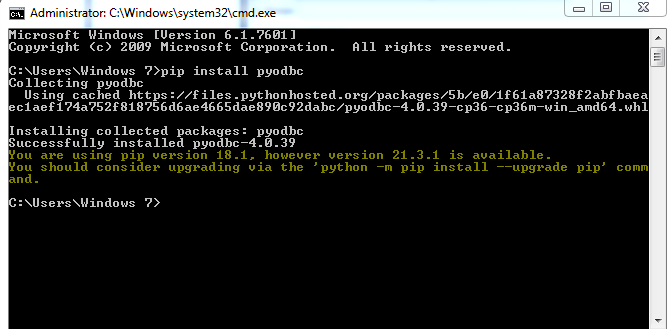 Administrator: C:\Windows\system32\cmd.exe
Microsoft Windows [Version 6.1.7601]
Copyright (c) 2009 Microsoft Corporation.  All rights reserved.
C:\Users\Windows 7>pip install pyodbc
Collecting pyodbc
  Using cached https://files.pythonhosted.org/packages/5b/e0/1f61a87328f2abfbaea
ec1aef174a752f818756d6ae4665dae890c92dabc/pyodbc-4.0.39-cp36-cp36m-win_amd64.whl
Installing collected packages: pyodbc
Successfully installed pyodbc-4.0.39
You are using pip version 18.1, however version 21.3.1 is available.
You should consider upgrading via the 'python -m pip install --upgrade pip' comm
and.
C:\Users\Windows 7>